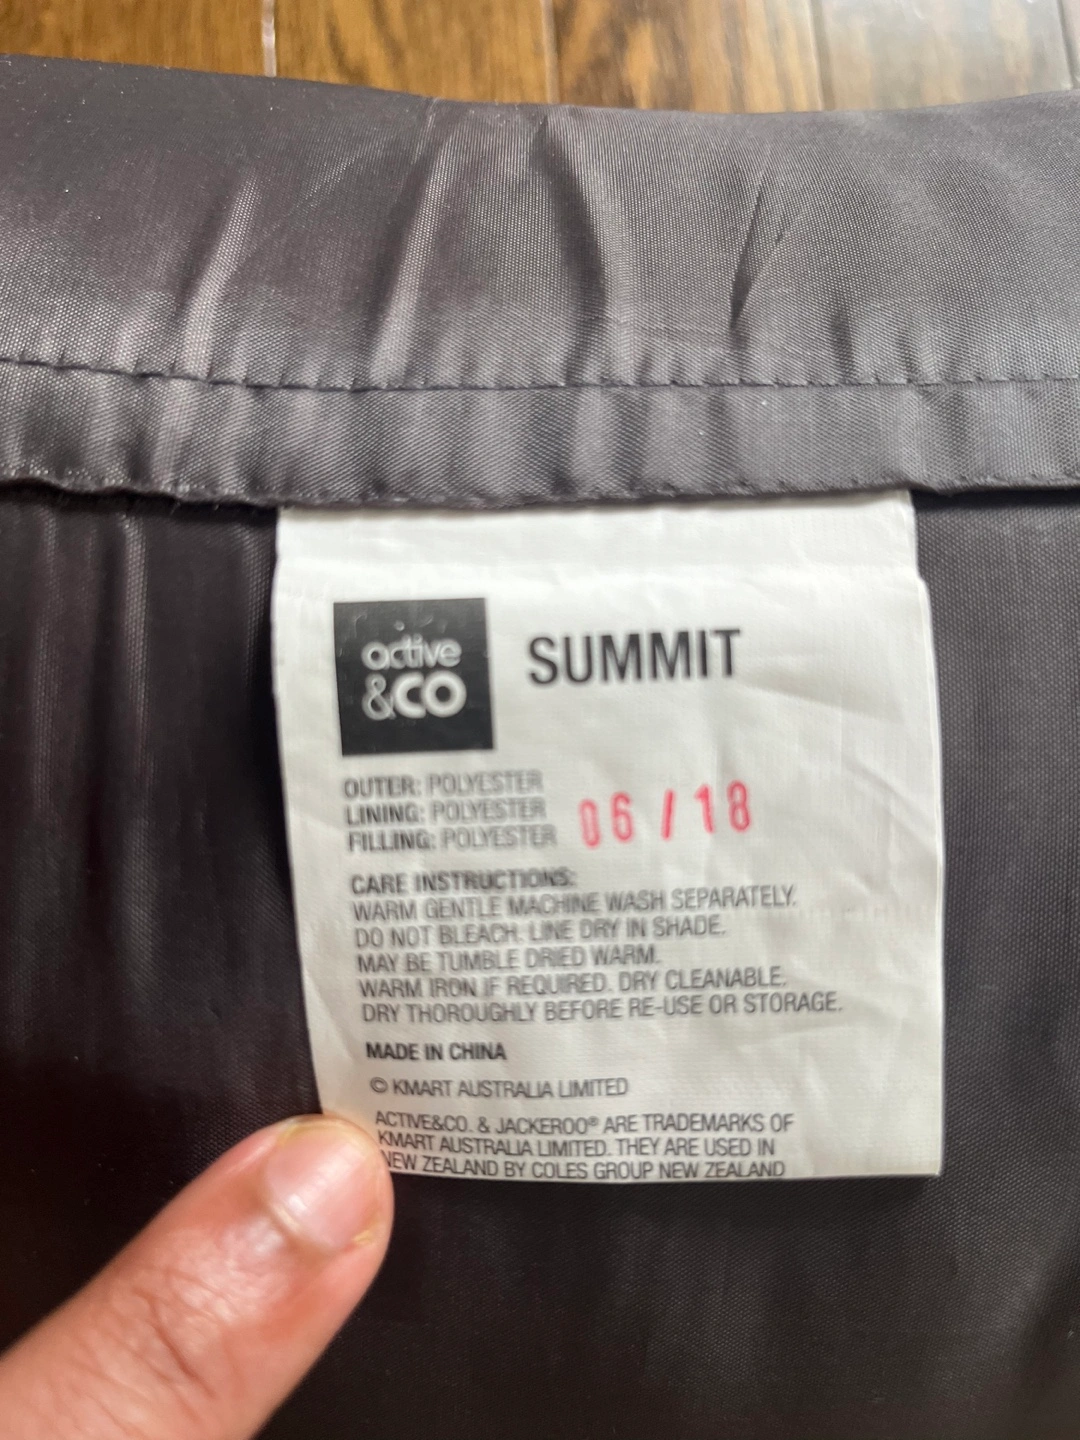 active
&CO
SUMMIT
OUTER: POLYESTER
LINING: POLYESTER
FILLING: POLYESTER
06 / 18
CARE INSTRUCTIONS:
WARM GENTLE MACHINE WASH SEPARATELY.
DO NOT BLEACH. LINE DRY IN SHADE.
MAY BE TUMBLE DRIED WARM.
WARM IRON IF REQUIRED. DRY CLEANABLE.
DRY THOROUGHLY BEFORE RE-USE OR STORAGE.
MADE IN CHINA
© KMART AUSTRALIA LIMITED
ACTIVE&CO. & JACKEROO® ARE TRADEMARKS OF
KMART AUSTRALIA LIMITED. THEY ARE USED IN
NEW ZEALAND BY COLES GROUP NEW ZEALAND